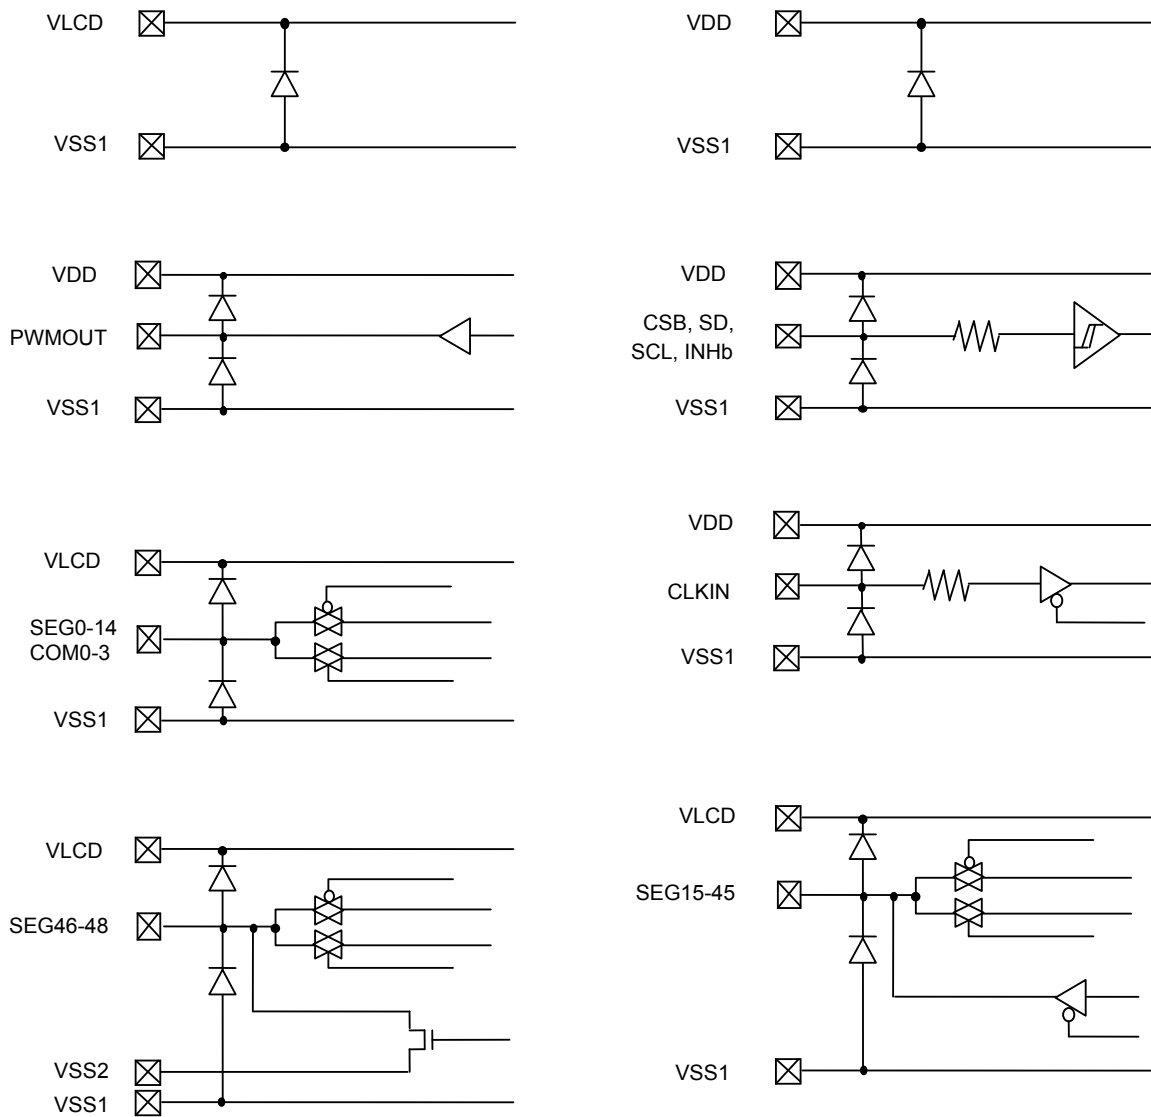 VLCD
VSS1
VDD
VSS1
VDD
PWMOUT
VSS1
VDD
CSB, SD,
SCL, INHb
VSS1
VLCD
SEG0-14
COM0-3
VSS1
VDD
CLKIN
VSS1
VLCD
SEG46-48
VSS2
VSS1
VLCD
SEG15-45
VSS1